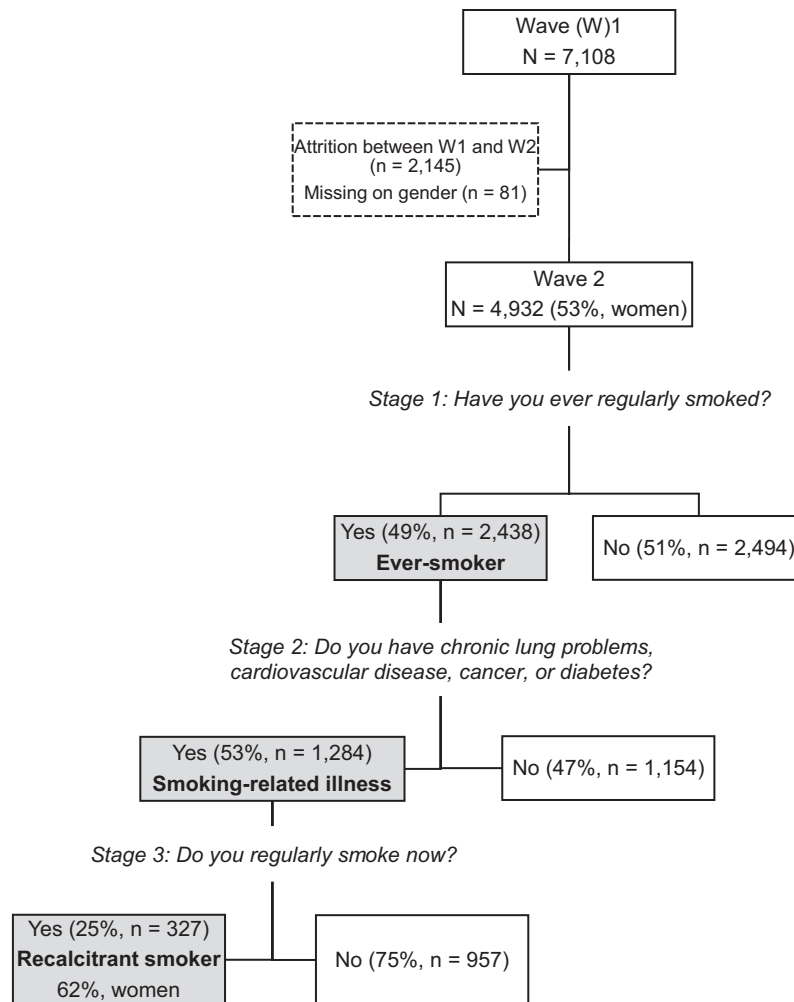 Wave (W)1
N = 7,108
Attrition between W1 and W2
(n = 2,145)
Missing on gender (n = 81)
Wave 2
N = 4,932 (53%, women)
Stage 1: Have you ever regularly smoked?
Yes (49%, n = 2,438)
Ever-smoker
No (51%, n = 2,494)
Stage 2: Do you have chronic lung problems,
cardiovascular disease, cancer, or diabetes?
Yes (53%, n = 1,284)
Smoking-related illness
No (47%, n = 1,154)
Stage 3: Do you regularly smoke now?
Yes (25%, n = 327)
Recalcitrant smoker
62%, women
No (75%, n = 957)